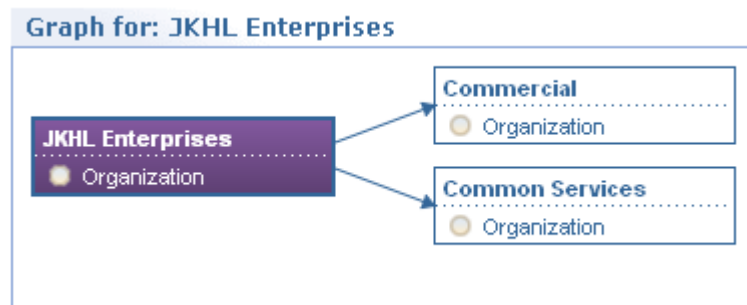 Graph for: JKHL Enterprises
JKHL Enterprises
Organization
Commercial
Organization
Common Services
Organization